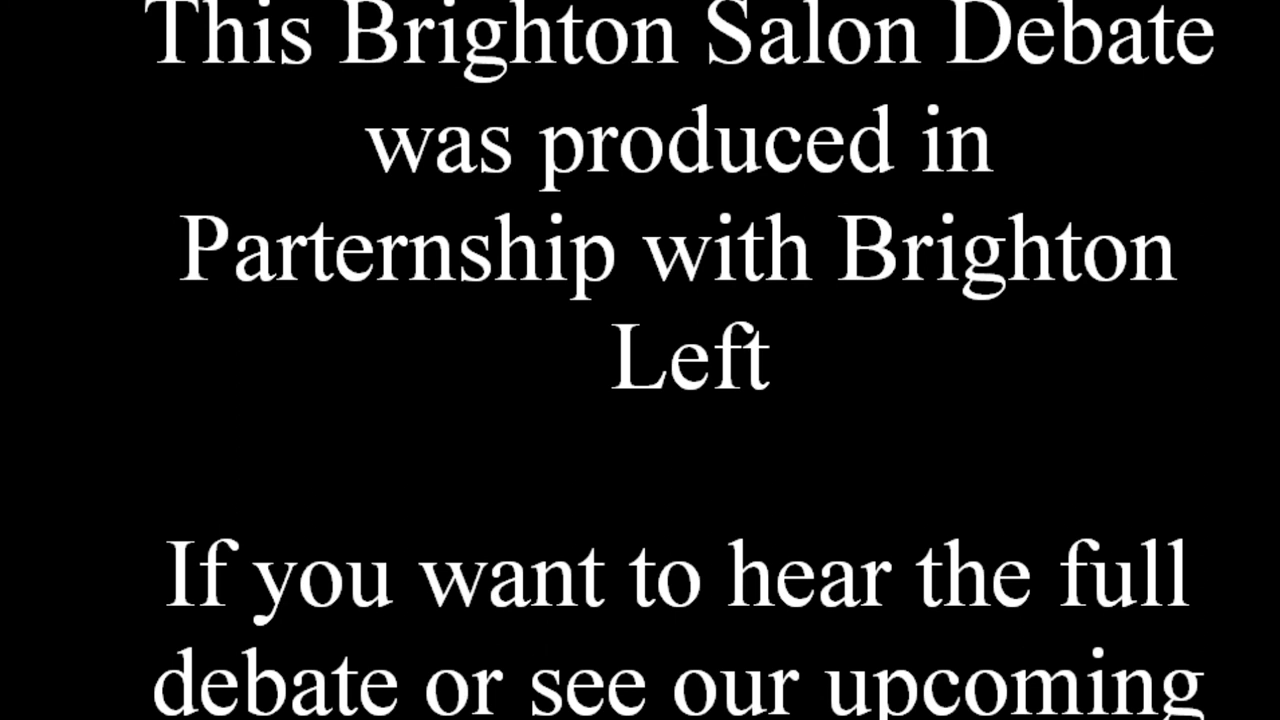 This Brighton Salon Debate
was produced in
Parternship with Brighton
Left
If you want to hear the full
debate or see our upcoming